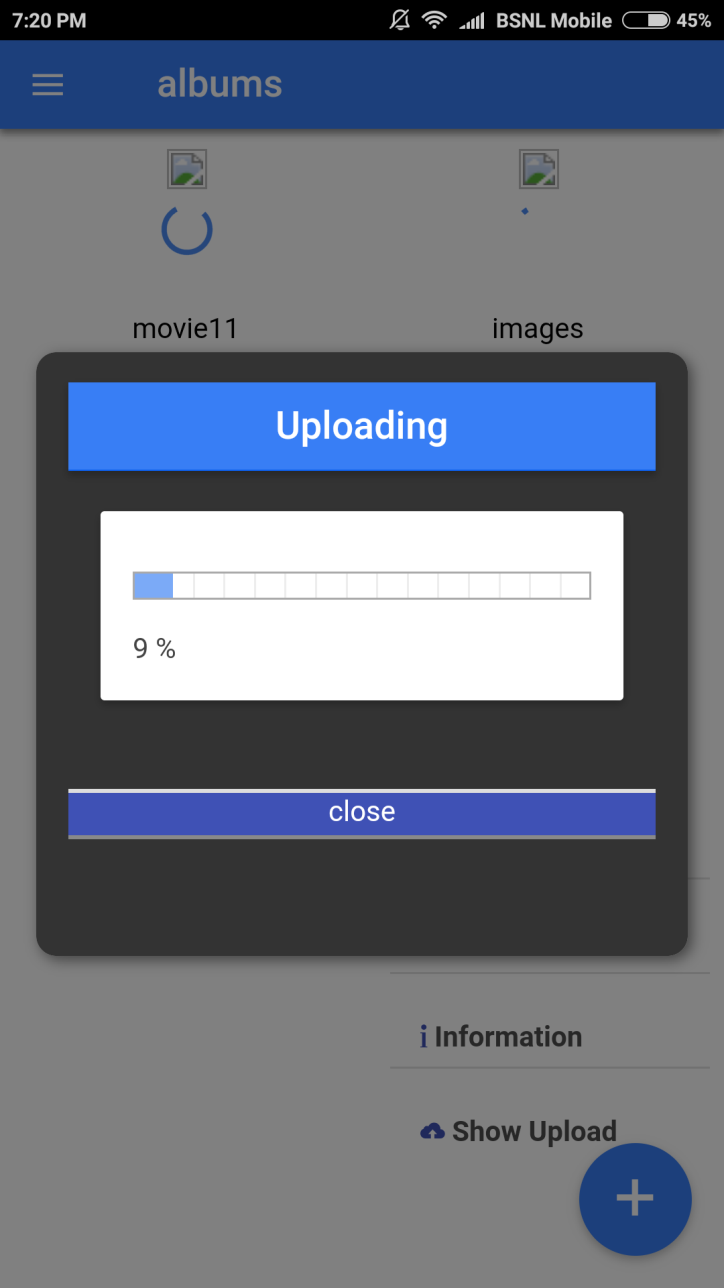 7:20 PM BSNL Mobile 45%
albums
movie11 images
Uploading
9 %
close
i Information
Show Upload
+